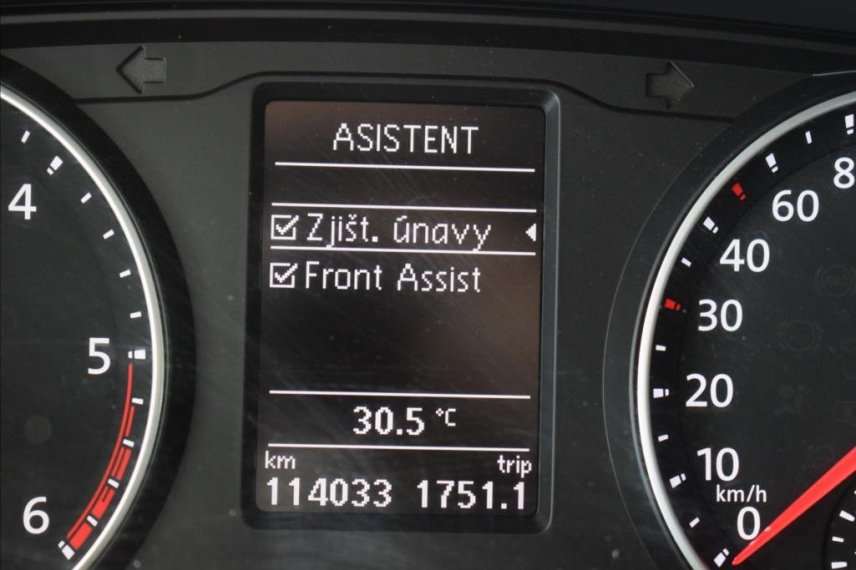 ASISTENT
Zjišt. únavy
Front Assist
30.5 °C
km trip
114033 1751.1
4
5
6
8
60
40
30
20
10
km/h
0